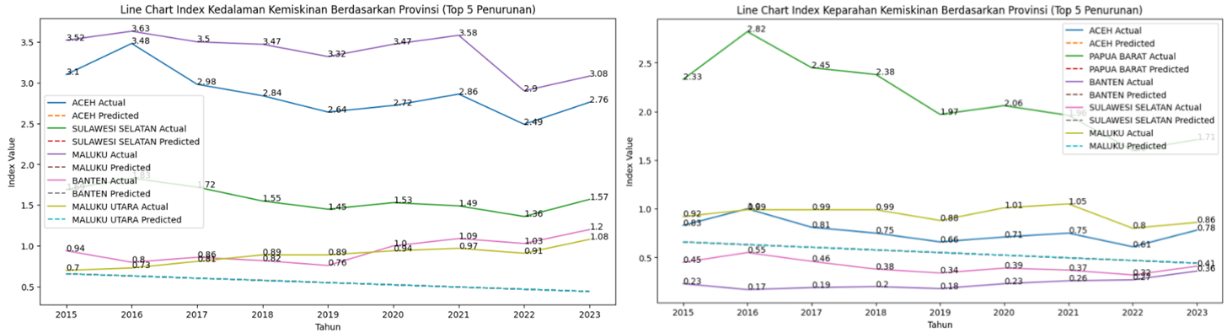 Line Chart Index Kedalaman Kemiskinan Berdasarkan Provinsi (Top 5 Penurunan)
Index Value
3.5
3.0
2.5
2.0
1.5
1.0
0.5
3.52 3.63 3.5 3.47 3.32 3.47 3.58 2.9 3.08
3.1 3.48 2.98 2.84 2.64 2.72 2.86 2.49 2.76
ACEH Actual
ACEH Predicted
SULAWESI SELATAN Actual
SULAWESI SELATAN Predicted
MALUKU Actual
MALUKU Predicted
BANTEN Actual
BANTEN Predicted
MALUKU UTARA Actual
MALUKU UTARA Predicted
1.83 1.72 1.55 1.45 1.53 1.49 1.36 1.57
0.94 0.8 0.86 0.82 0.76 1.0 1.09 1.03 1.2
0.7 0.73 0.81 0.89 0.89 0.94 0.97 0.91 1.08
2015 2016 2017 2018 2019 2020 2021 2022 2023
Tahun
Line Chart Index Keparahan Kemiskinan Berdasarkan Provinsi (Top 5 Penurunan)
Index Value
2.5
2.0
1.5
1.0
0.5
0.0
2.33 2.82 2.45 2.38 1.97 2.06 1.96 1.71
ACEH Actual
ACEH Predicted
PAPUA BARAT Actual
PAPUA BARAT Predicted
BANTEN Actual
BANTEN Predicted
SULAWESI SELATAN Actual
SULAWESI SELATAN Predicted
MALUKU Actual
MALUKU Predicted
0.92 0.99 0.99 0.99 0.88 1.01 1.05 0.8 0.86
0.83 1.0 0.81 0.75 0.66 0.71 0.75 0.61 0.78
0.45 0.55 0.46 0.38 0.34 0.39 0.37 0.32 0.41
0.23 0.17 0.19 0.2 0.18 0.23 0.26 0.27 0.36
2015 2016 2017 2018 2019 2020 2021 2022 2023
Tahun